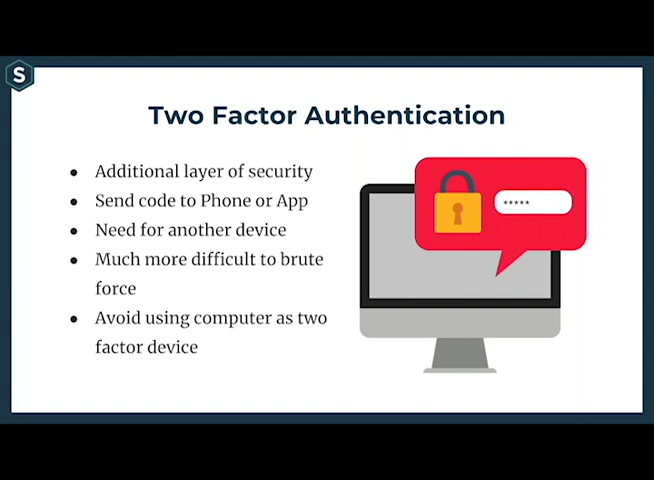 S
Two Factor Authentication
● Additional layer of security
● Send code to Phone or App
● Need for another device
● Much more difficult to brute
force
● Avoid using computer as two
factor device
*****